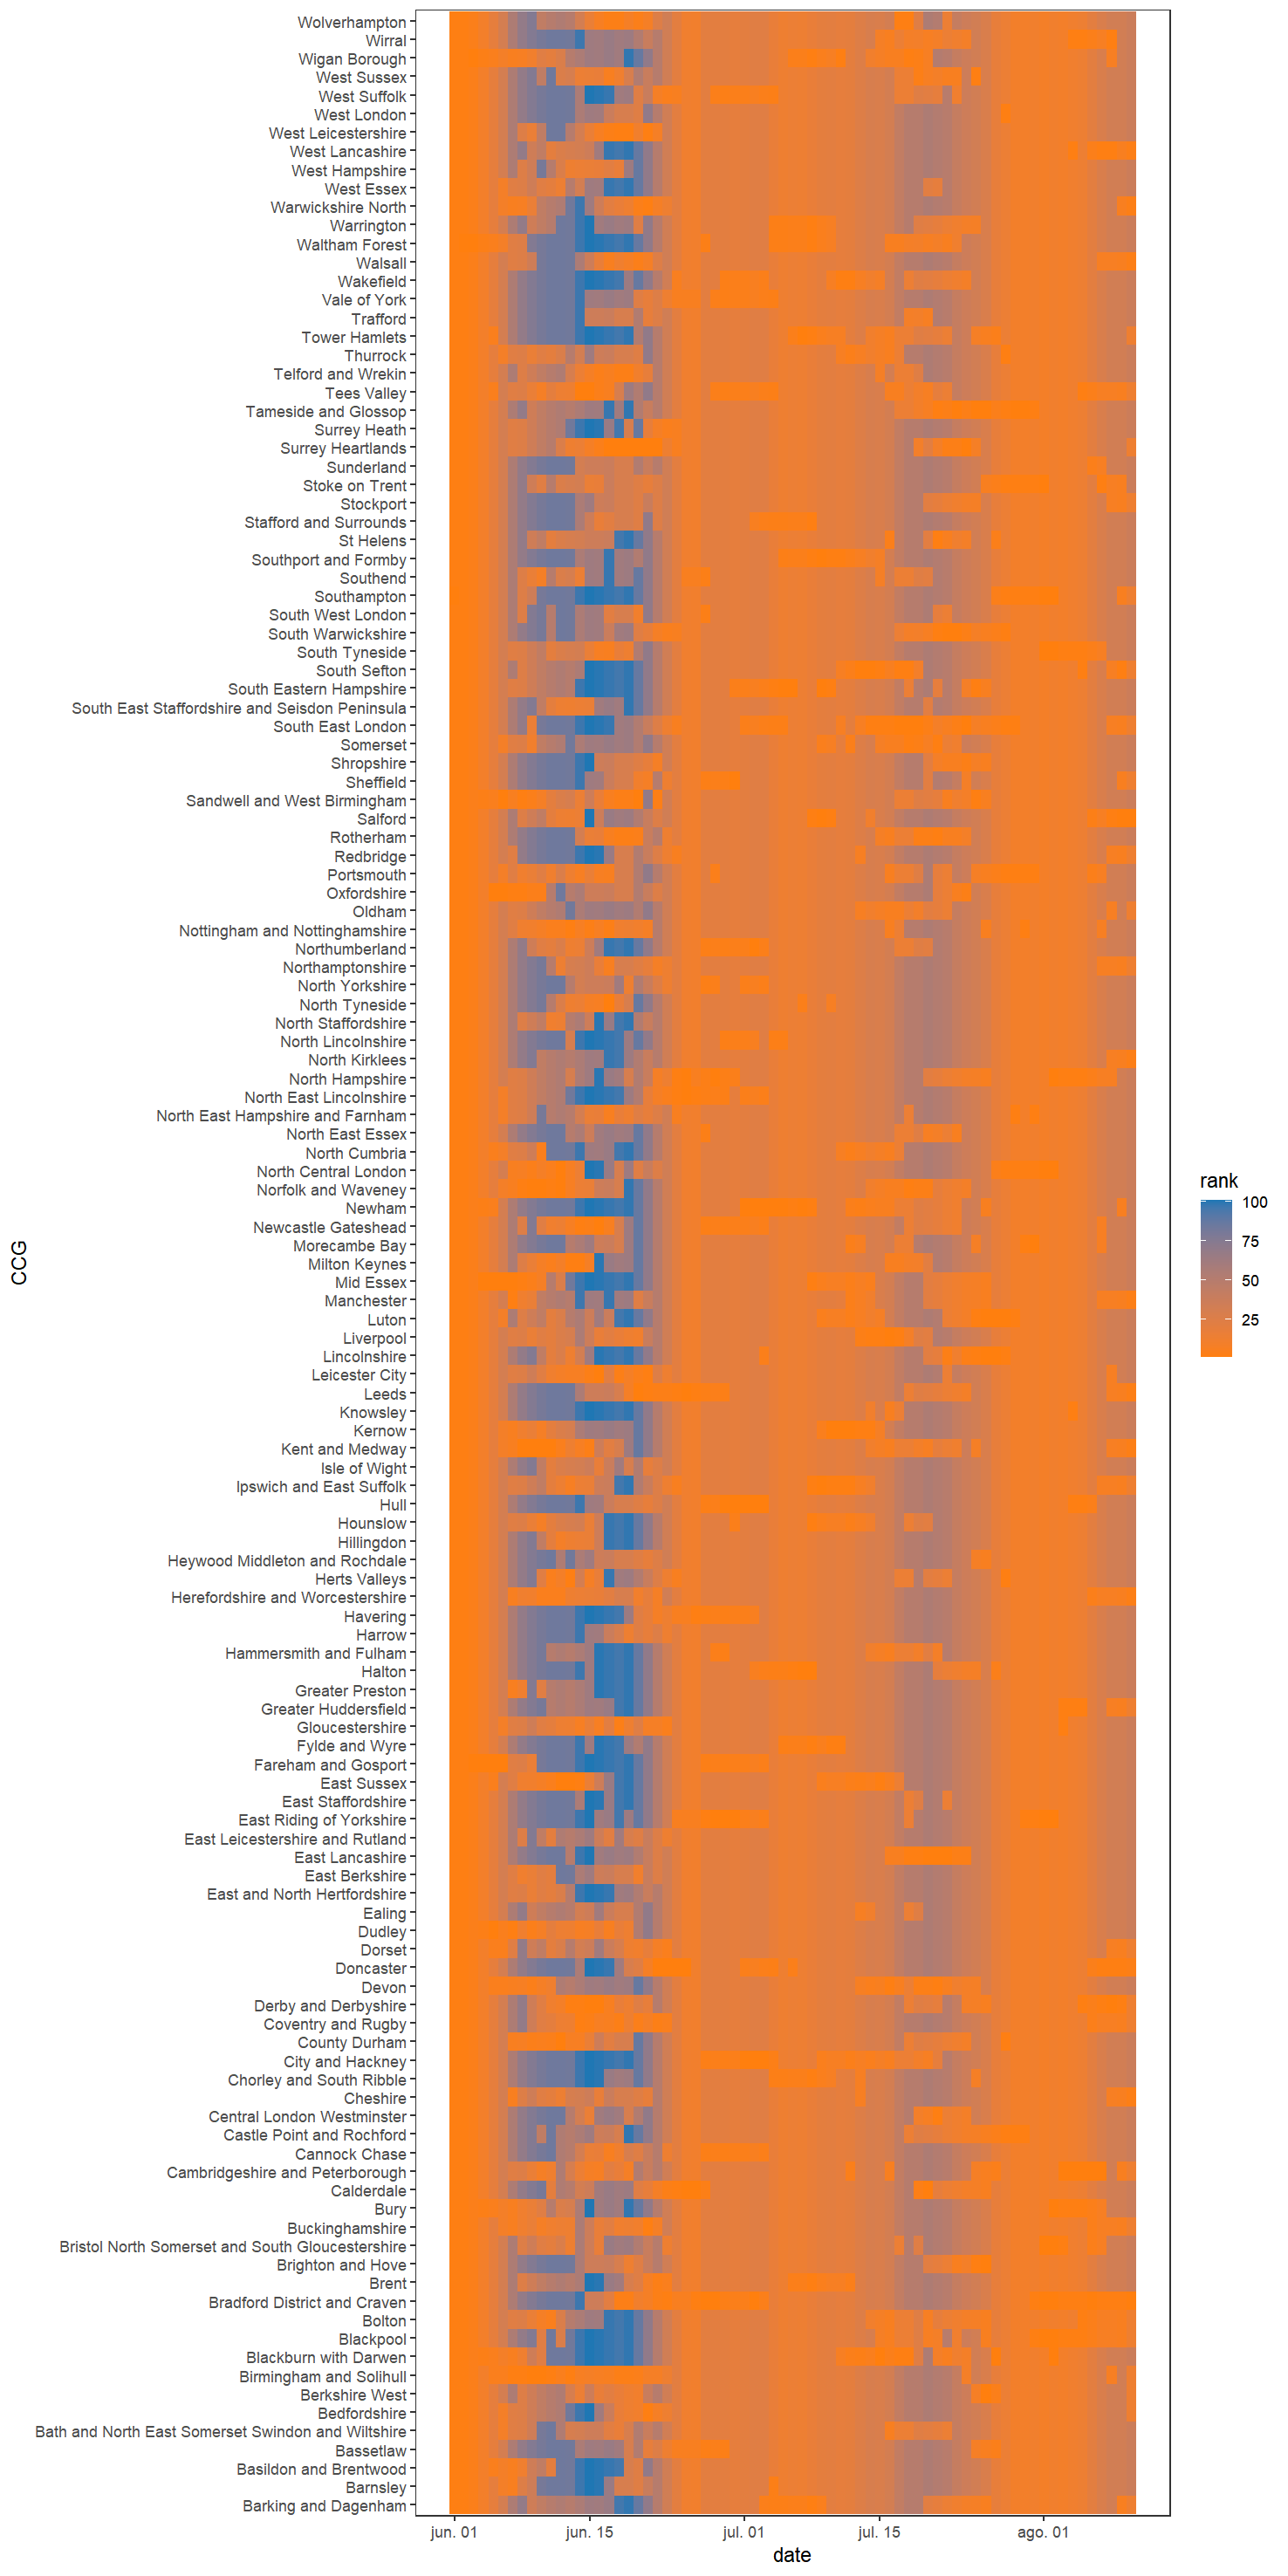 Wolverhampton
Wirral
Wigan Borough
West Sussex
West Suffolk
West London
West Leicestershire
West Lancashire
West Hampshire
West Essex
Warwickshire North
Warrington
Waltham Forest
Walsall
Wakefield
Vale of York
Trafford
Tower Hamlets
Thurrock
Telford and Wrekin
Tees Valley
Tameside and Glossop
Surrey Heath
Surrey Heartlands
Sunderland
Stoke on Trent
Stockport
Stafford and Surrounds
St Helens
Southport and Formby
Southend
Southampton
South West London
South Warwickshire
South Tyneside
South Sefton
South Eastern Hampshire
South East Staffordshire and Seisdon Peninsula
South East London
Somerset
Shropshire
Sheffield
Sandwell and West Birmingham
Salford
Rotherham
Redbridge
Portsmouth
Oxfordshire
Oldham
Nottingham and Nottinghamshire
Northumberland
Northamptonshire
North Yorkshire
North Tyneside
North Staffordshire
North Lincolnshire
North Kirklees
North Hampshire
North East Lincolnshire
North East Hampshire and Farnham
North East Essex
North Cumbria
North Central London
Norfolk and Waveney
Newham
Newcastle Gateshead
Morecambe Bay
Milton Keynes
Mid Essex
Manchester
Luton
Liverpool
Lincolnshire
Leicester City
Leeds
Knowsley
Kernow
Kent and Medway
Isle of Wight
Ipswich and East Suffolk
Hull
Hounslow
Hillingdon
Heywood Middleton and Rochdale
Herts Valleys
Herefordshire and Worcestershire
Havering
Harrow
Hammersmith and Fulham
Halton
Greater Preston
Greater Huddersfield
Gloucestershire
Fylde and Wyre
Fareham and Gosport
East Sussex
East Staffordshire
East Riding of Yorkshire
East Leicestershire and Rutland
East Lancashire
East Berkshire
East and North Hertfordshire
Ealing
Dudley
Dorset
Doncaster
Devon
Derby and Derbyshire
Coventry and Rugby
County Durham
City and Hackney
Chorley and South Ribble
Cheshire
Central London Westminster
Castle Point and Rochford
Cannock Chase
Cambridgeshire and Peterborough
Calderdale
Bury
Buckinghamshire
Bristol North Somerset and South Gloucestershire
Brighton and Hove
Brent
Bradford District and Craven
Bolton
Blackpool
Blackburn with Darwen
Birmingham and Solihull
Berkshire West
Bedfordshire
Bath and North East Somerset Swindon and Wiltshire
Bassetlaw
Basildon and Brentwood
Barnsley
Barking and Dagenham
CCG
jun. 01 jun. 15 jul. 01 jul. 15 ago. 01
date
rank
100
75
50
25